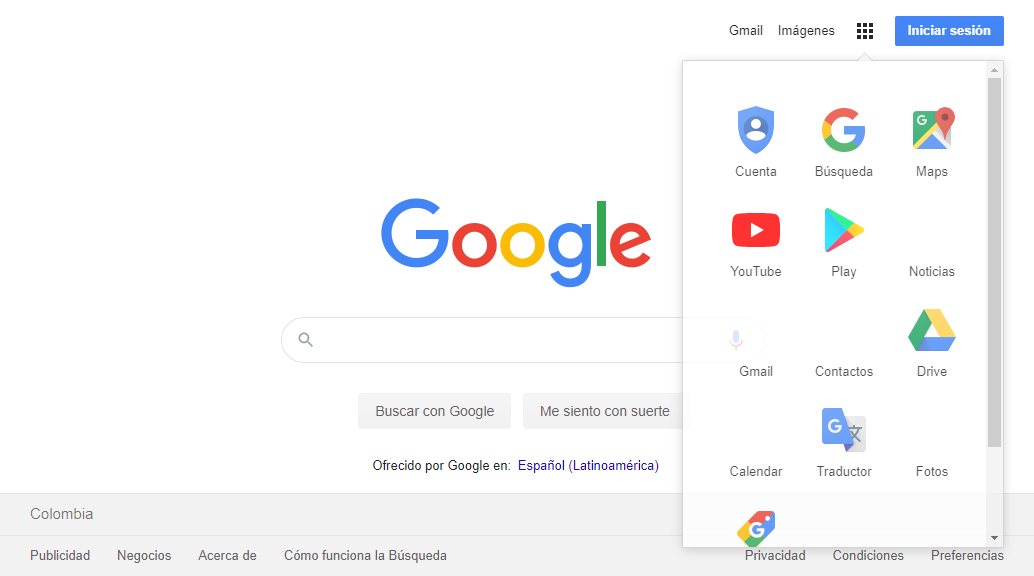 Gmail Imágenes Iniciar sesión
Cuenta Búsqueda Maps
YouTube Play Noticias
Gmail Contactos Drive
Calendar Traductor Fotos
Google
Buscar con Google Me siento con suerte
Ofrecido por Google en: Español (Latinoamérica)
Colombia
Publicidad Negocios Acerca de Cómo funciona la Búsqueda Privacidad Condiciones Preferencias